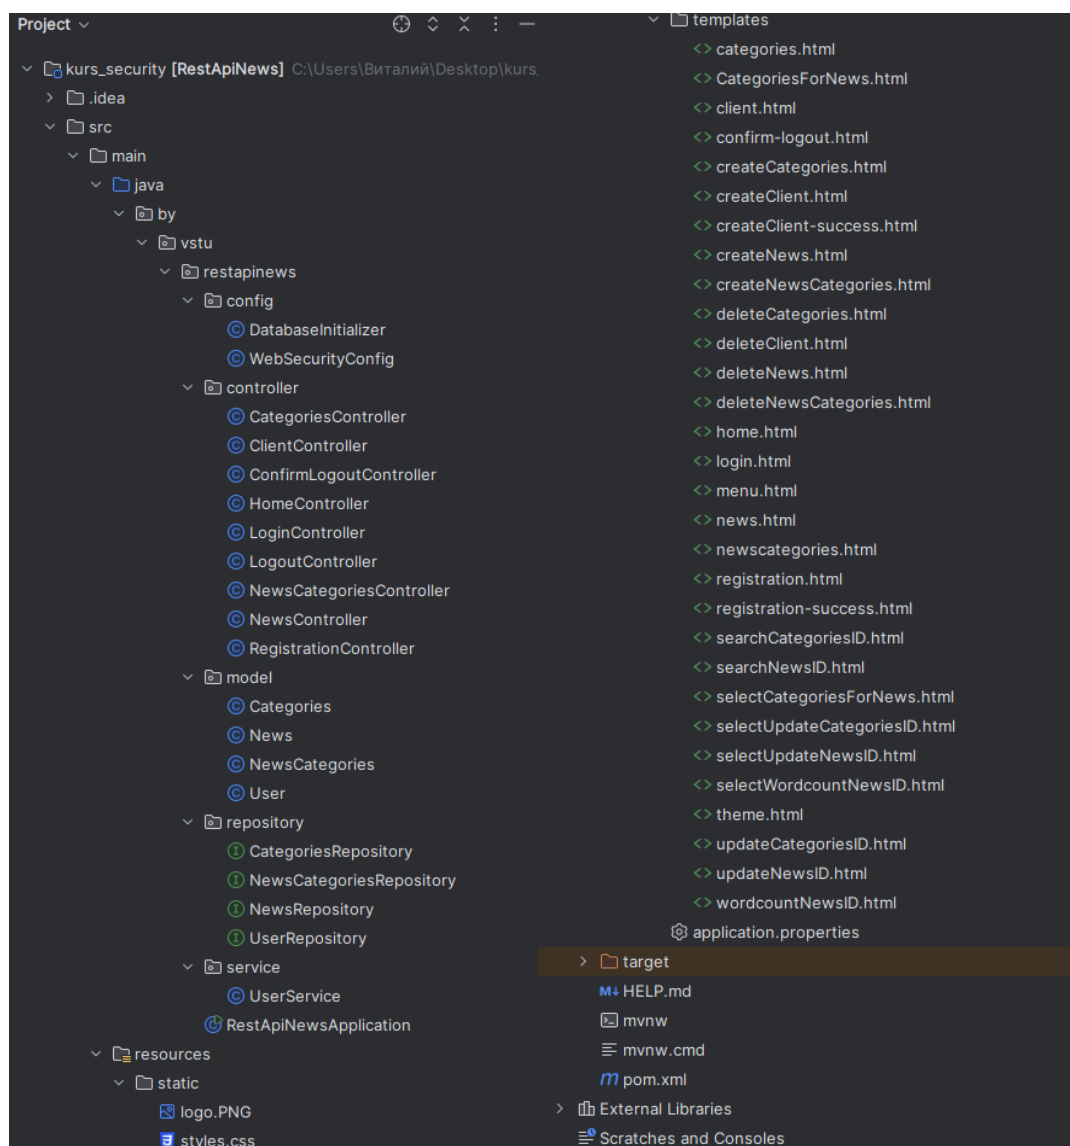 Project
kurs_security [RestApiNews] C:\Users\Виталий\Desktop\kurs_
.idea
src
main
java
by
vstu
restapinews
config
DatabaseInitializer
WebSecurityConfig
controller
CategoriesController
ClientController
ConfirmLogoutController
HomeController
LoginController
LogoutController
NewsCategoriesController
NewsController
RegistrationController
model
Categories
News
NewsCategories
User
repository
CategoriesRepository
NewsCategoriesRepository
NewsRepository
UserRepository
service
UserService
RestApiNewsApplication
resources
static
logo.PNG
styles.css
templates
categories.html
CategoriesForNews.html
client.html
confirm-logout.html
createCategories.html
createClient.html
createClient-success.html
createNews.html
createNewsCategories.html
deleteCategories.html
deleteClient.html
deleteNews.html
deleteNewsCategories.html
home.html
login.html
menu.html
news.html
newscategories.html
registration.html
registration-success.html
searchCategoriesID.html
searchNewsID.html
selectCategoriesForNews.html
selectUpdateCategoriesID.html
selectUpdateNewsID.html
selectWordcountNewsID.html
theme.html
updateCategoriesID.html
updateNewsID.html
wordcountNewsID.html
application.properties
target
HELP.md
mvnw
mvnw.cmd
pom.xml
External Libraries
Scratches and Consoles